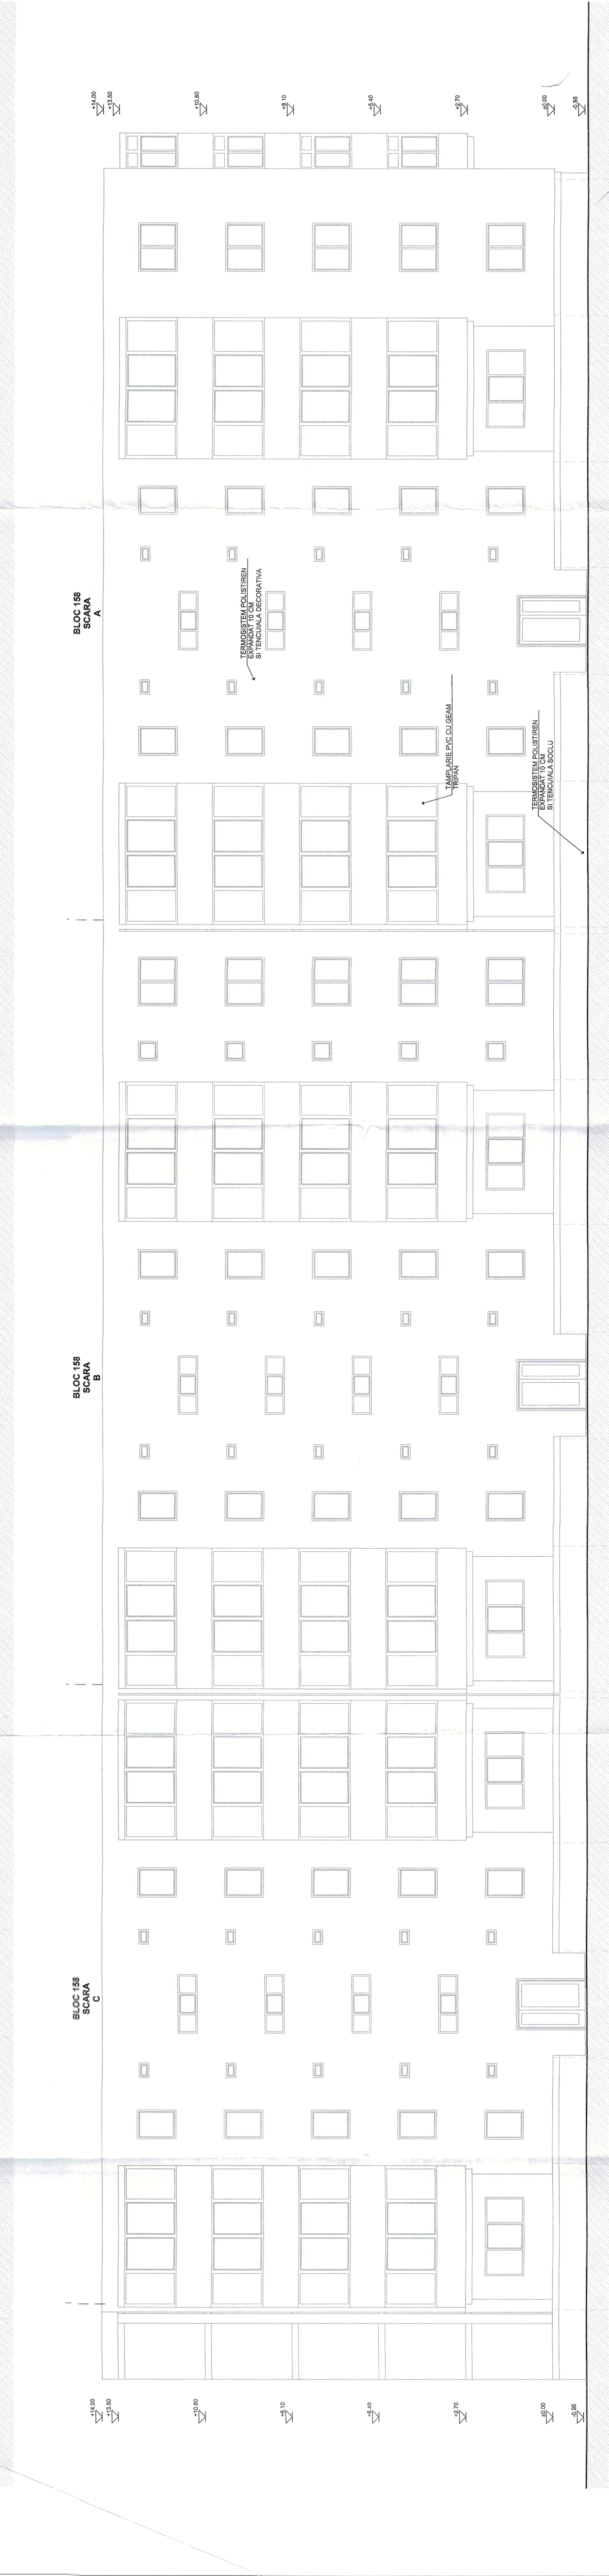 BLOC 158
SCARA
C
BLOC 158
SCARA
B
BLOC 158
SCARA
A
+14.00
+13.50
+10.80
+8.10
+5.40
+2.70
±0.00
-0.95
TERMOSISTEM POLISTIREN
EXPANDAT 10 CM
SI TENCUIALA DECORATIVA
TAMPLARIE PVC CU GEAM
TRIPAN
TERMOSISTEM POLISTIREN
EXPANDAT 10 CM
SI TENCUIALA SOCLU
+14.00
+13.50
+10.80
+8.10
+5.40
+2.70
±0.00
-0.95